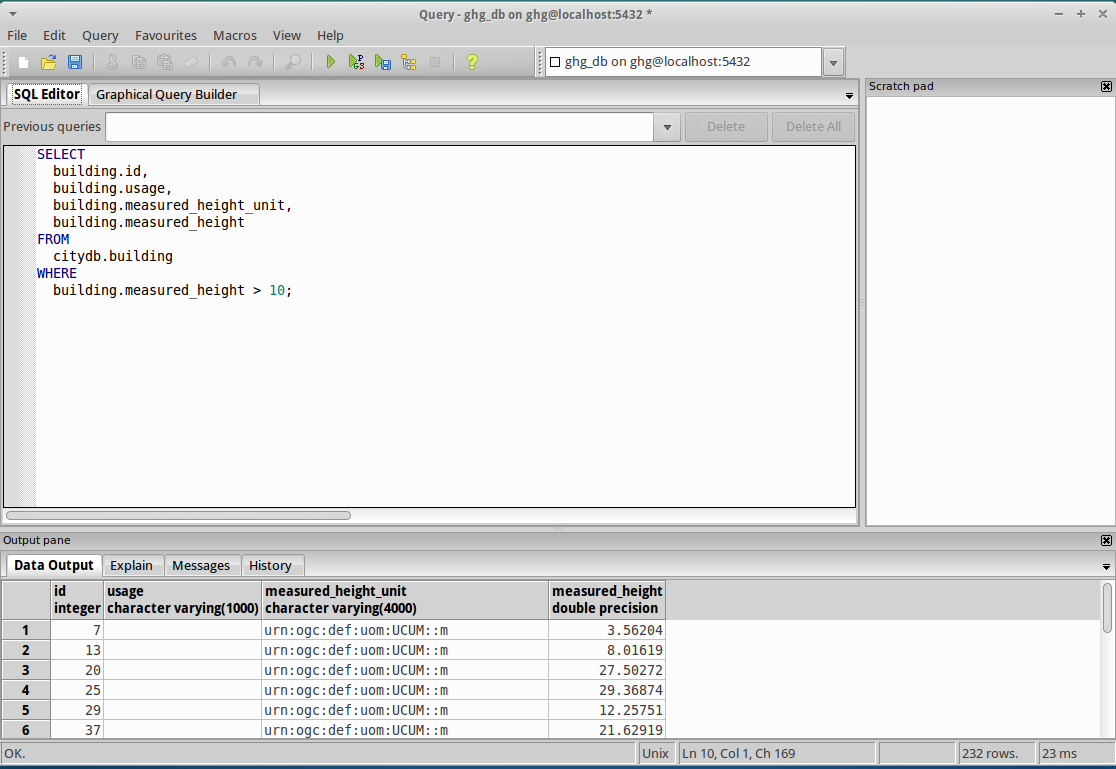 Query - ghg_db on ghg@localhost:5432 *
File Edit Query Favourites Macros View Help
ghg_db on ghg@localhost:5432
SQL Editor Graphical Query Builder
Scratch pad
Previous queries Delete Delete All
SELECT
building.id,
building.usage,
building.measured_height_unit,
building.measured_height
FROM
citydb.building
WHERE
building.measured_height > 10;
Output pane
Data Output Explain Messages History
id usage measured_height_unit measured_height
integer character varying(1000) character varying(4000) double precision
1 7 urn:ogc:def:uom:UCUM::m 3.56204
2 13 urn:ogc:def:uom:UCUM::m 8.01619
3 20 urn:ogc:def:uom:UCUM::m 27.50272
4 25 urn:ogc:def:uom:UCUM::m 29.36874
5 29 urn:ogc:def:uom:UCUM::m 12.25751
6 37 urn:ogc:def:uom:UCUM::m 21.62919
OK. Unix Ln 10, Col 1, Ch 169 232 rows. 23 ms